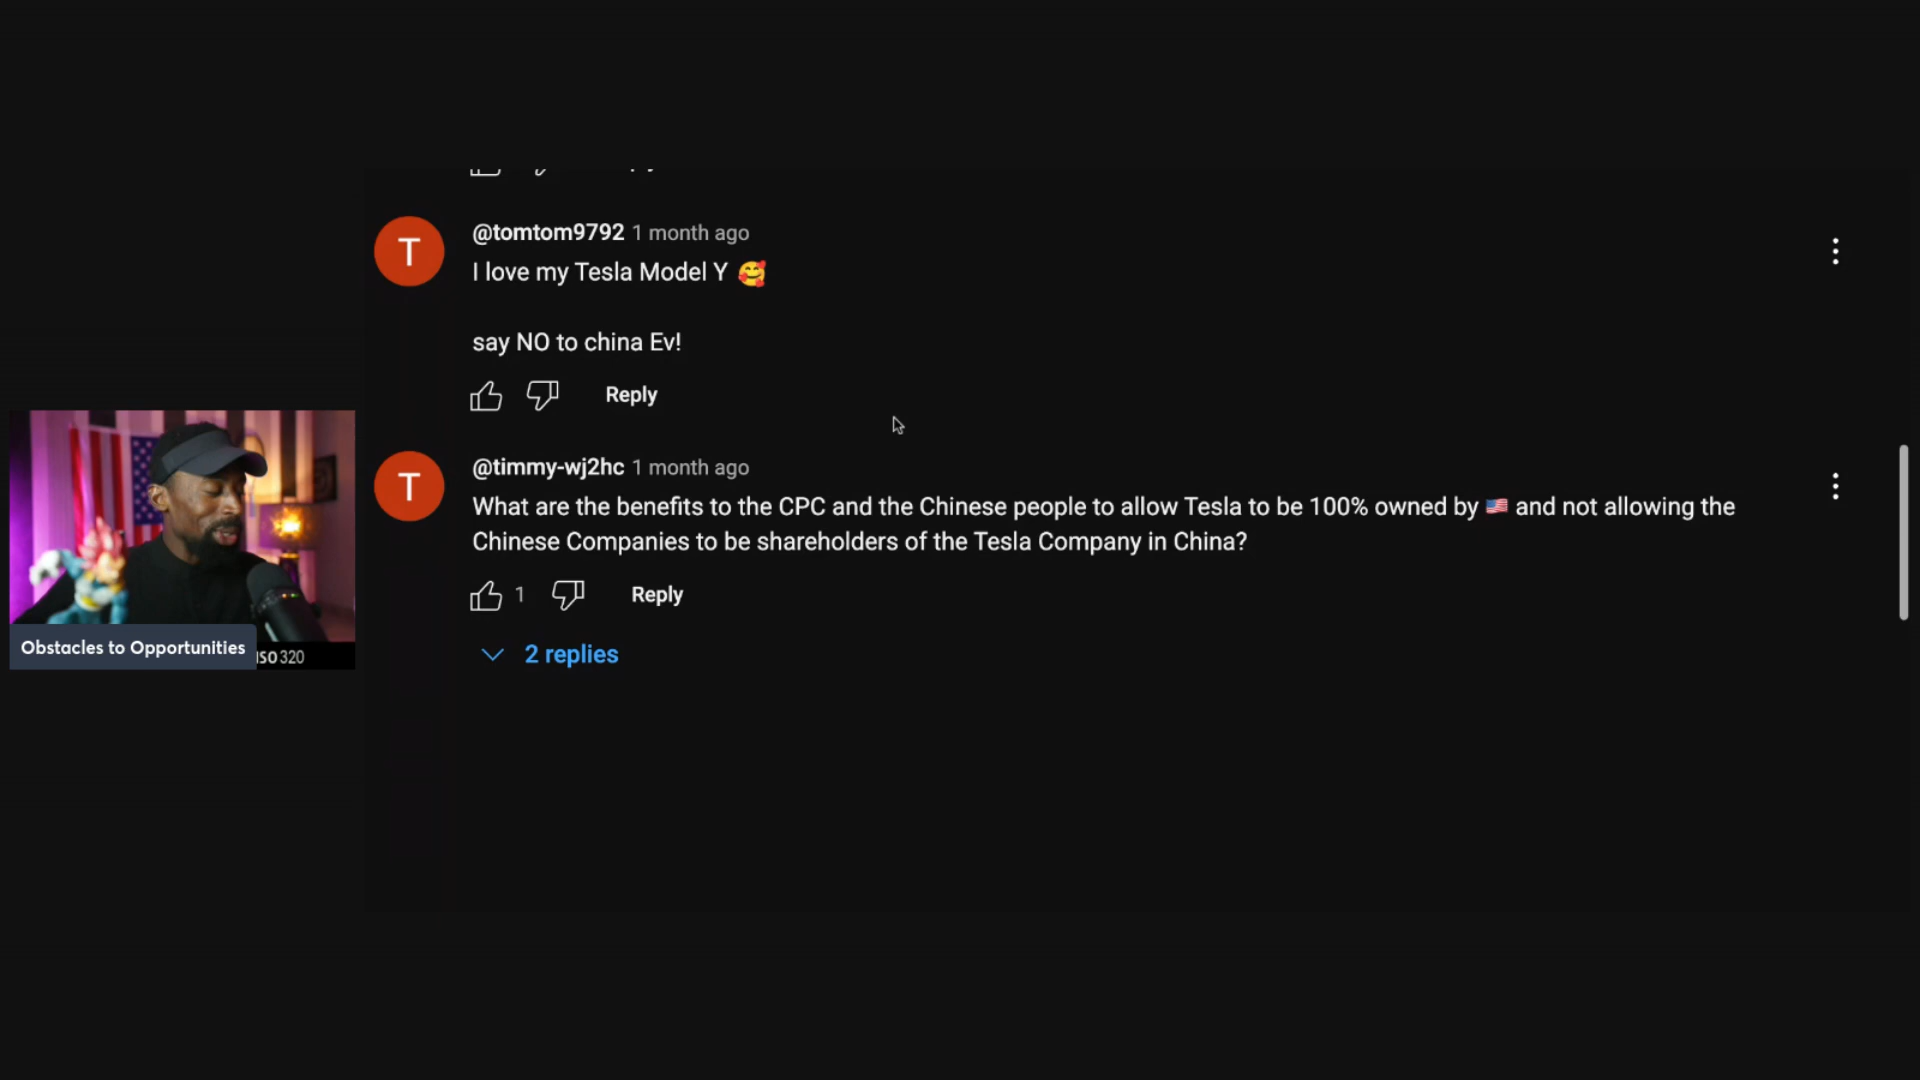 @tomtom9792 1 month ago
I love my Tesla Model Y 🥰
say NO to china Ev!
Reply
@timmy-wj2hc 1 month ago
What are the benefits to the CPC and the Chinese people to allow Tesla to be 100% owned by 🇺🇸 and not allowing the
Chinese Companies to be shareholders of the Tesla Company in China?
1 Reply
2 replies
T
T
Obstacles to Opportunities
ISO 320